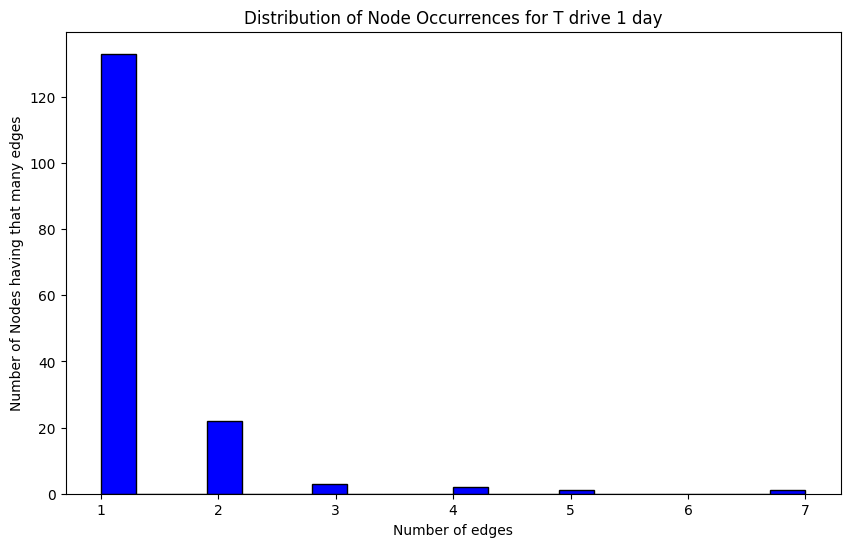 Distribution of Node Occurrences for T drive 1 day
Number of Nodes having that many edges
120
100
80
60
40
20
0
1 2 3 4 5 6 7
Number of edges